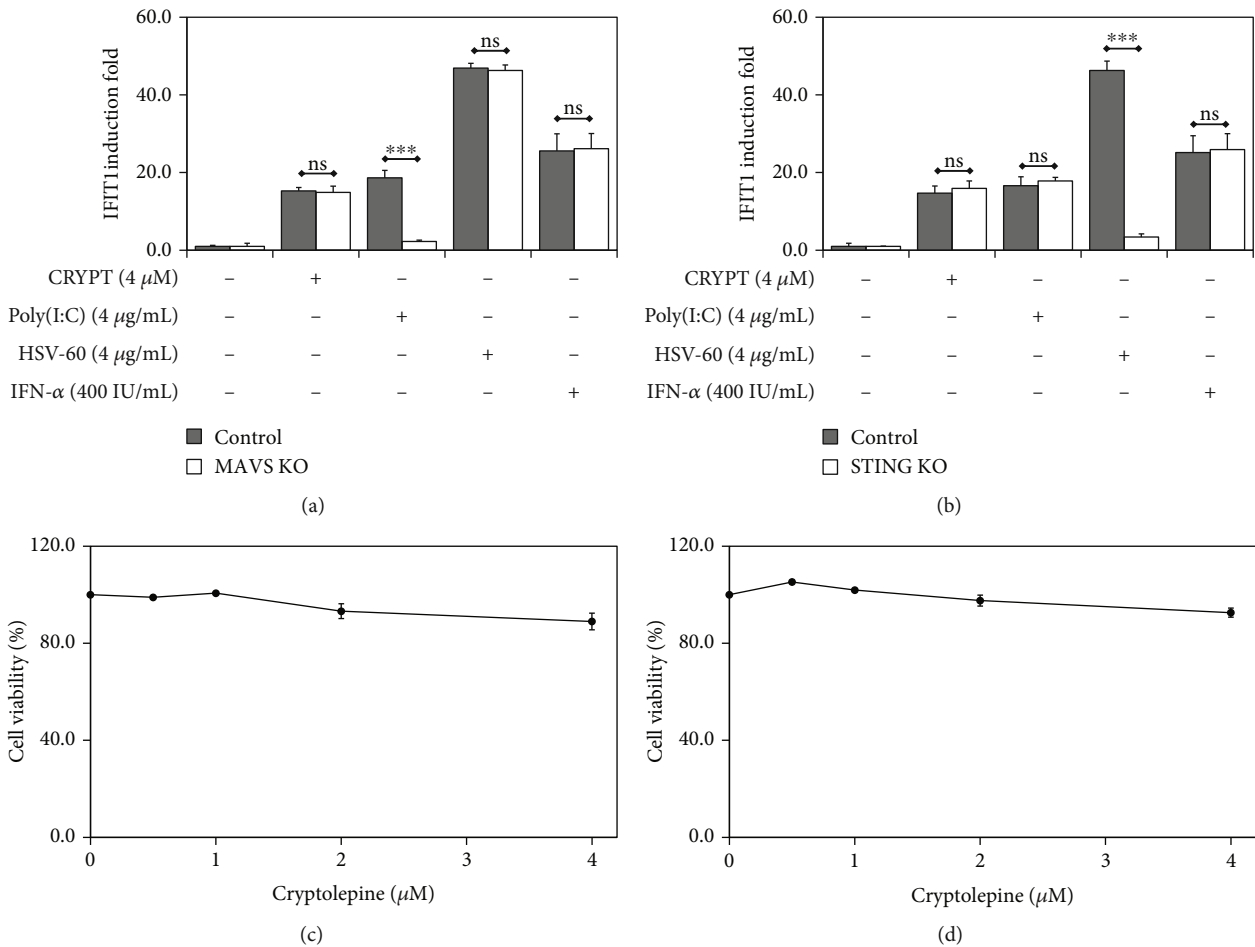 60.0
40.0
20.0
0.0
IFIT1 induction fold
ns
***
ns
ns
CRYPT (4 μM) – + – – –
Poly(I:C) (4 μg/mL) – – + – –
HSV-60 (4 μg/mL) – – – + –
IFN-α (400 IU/mL) – – – – +
Control
MAVS KO
(a)
60.0
40.0
20.0
0.0
IFIT1 induction fold
ns
ns
***
ns
CRYPT (4 μM) – + – – –
Poly(I:C) (4 μg/mL) – – + – –
HSV-60 (4 μg/mL) – – – + –
IFN-α (400 IU/mL) – – – – +
Control
STING KO
(b)
120.0
80.0
40.0
0.0
Cell viability (%)
0 1 2 3 4
Cryptolepine (μM)
(c)
120.0
80.0
40.0
0.0
Cell viability (%)
0 1 2 3 4
Cryptolepine (μM)
(d)